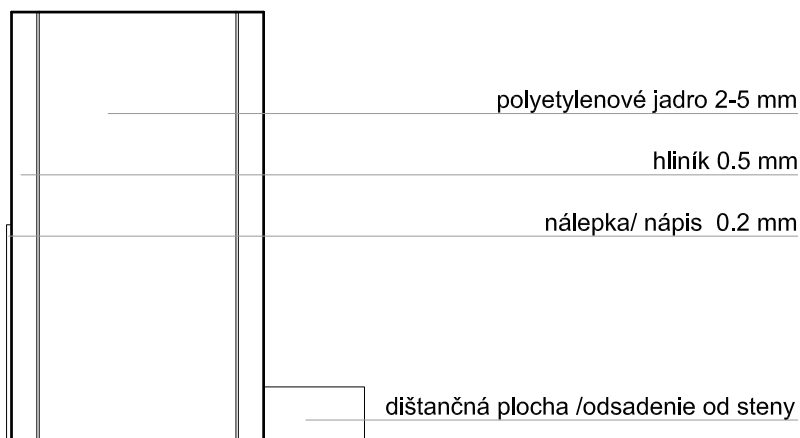 polyetylenové jadro 2-5 mm
hliník 0.5 mm
nálepka/ nápis 0.2 mm
dištančná plocha /odsadenie od steny